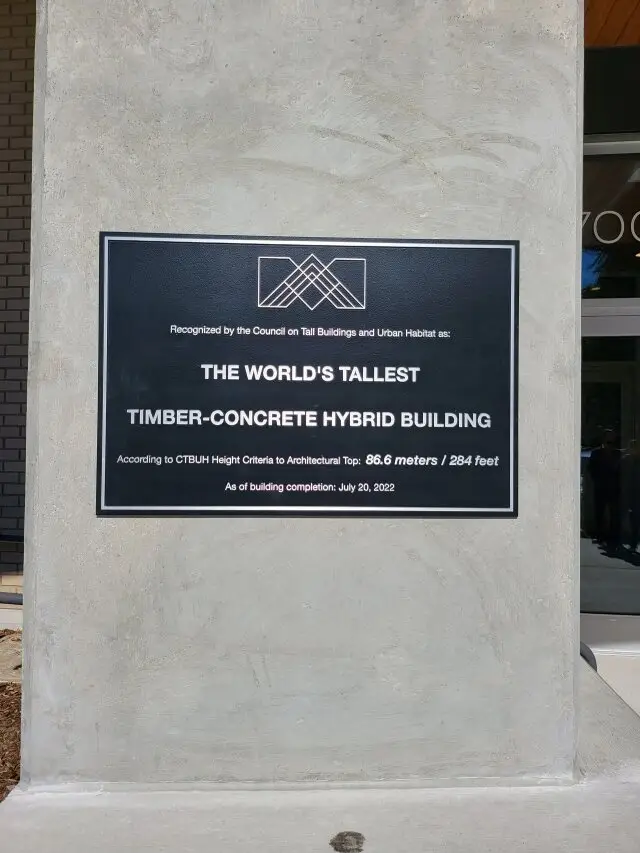 Recognized by the Council on Tall Buildings and Urban Habitat as:
THE WORLD'S TALLEST
TIMBER-CONCRETE HYBRID BUILDING
According to CTBUH Height Criteria to Architectural Top: 86.6 meters / 284 feet
As of building completion: July 20, 2022
700